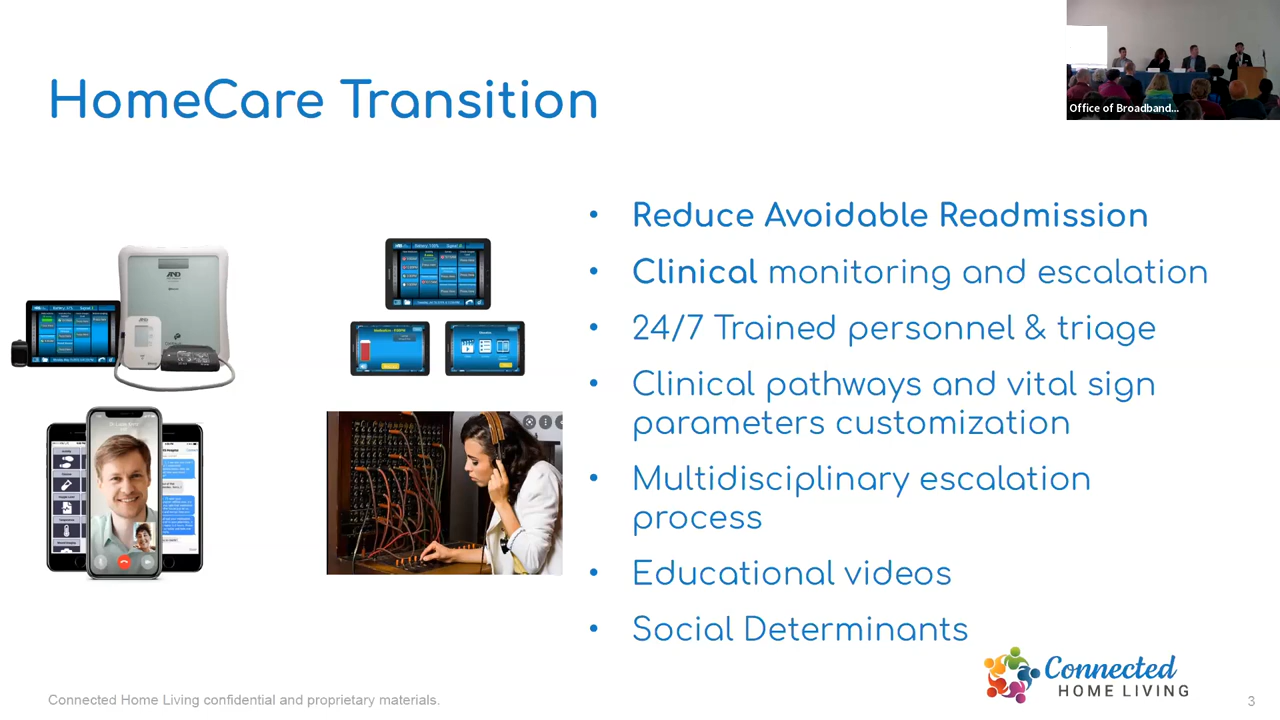 HomeCare Transition
Office of Broadband...
• Reduce Avoidable Readmission
• Clinical monitoring and escalation
• 24/7 Trained personnel & triage
• Clinical pathways and vital sign
parameters customization
• Multidisciplinary escalation
process
• Educational videos
• Social Determinants
AND
Connected
HOME LIVING
Connected Home Living confidential and proprietary materials.
3